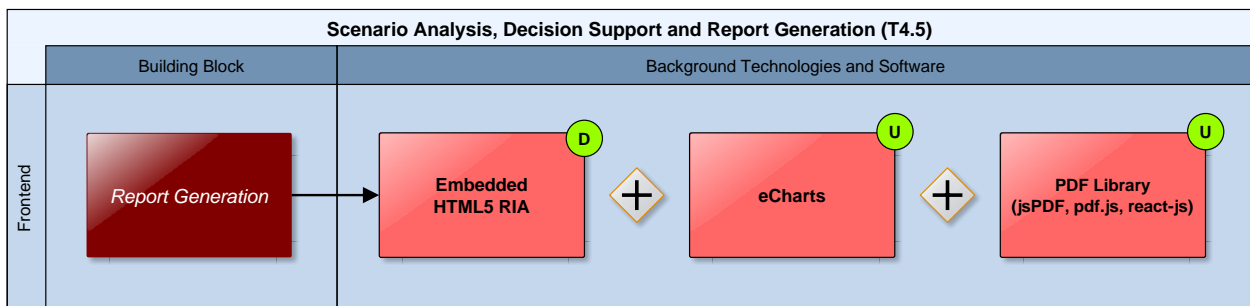 Scenario Analysis, Decision Support and Report Generation (T4.5)
Building Block
Background Technologies and Software
Frontend
Report Generation
D
Embedded
HTML5 RIA
U
eCharts
U
PDF Library
(jsPDF, pdf.js, react-js)